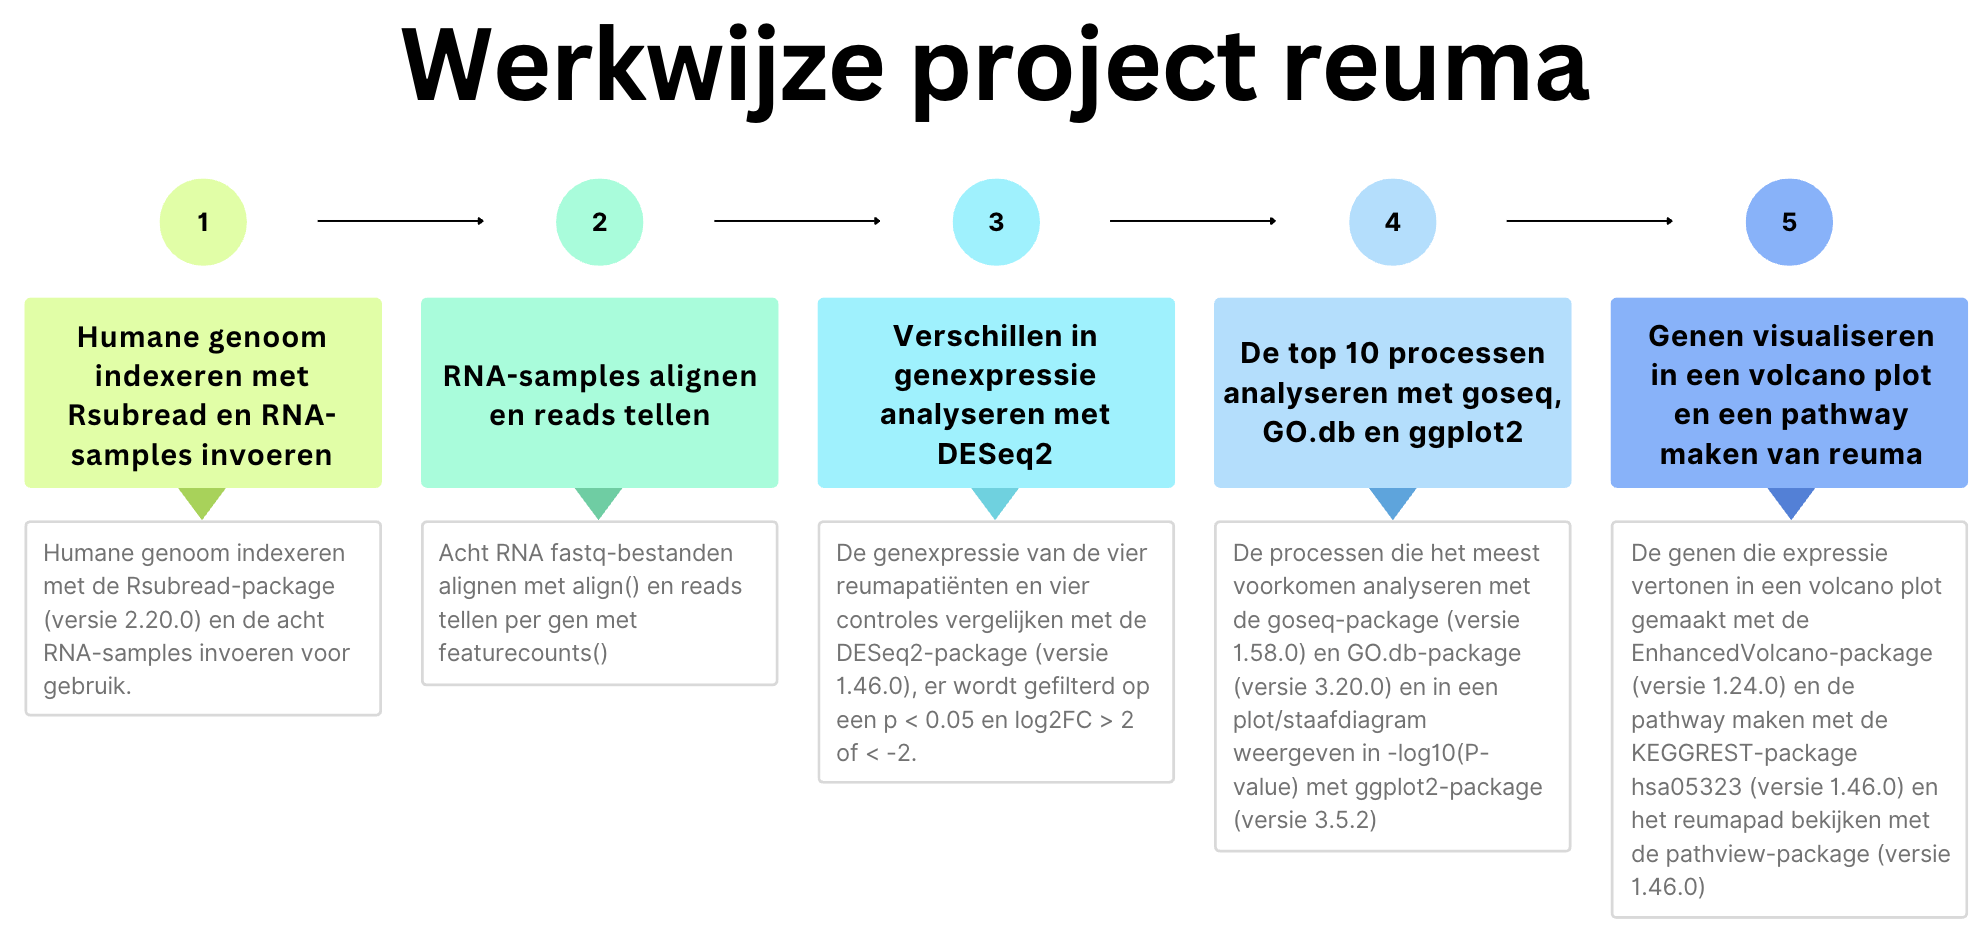 Werkwijze project reuma
1
2
3
4
5
Humane genoom
indexeren met
Rsubread en RNA-
samples invoeren
RNA-samples alignen
en reads tellen
Verschillen in
genexpressie
analyseren met
DESeq2
De top 10 processen
analyseren met goseq,
GO.db en ggplot2
Genen visualiseren
in een volcano plot
en een pathway
maken van reuma
Humane genoom indexeren
met de Rsubread-package
(versie 2.20.0) en de acht
RNA-samples invoeren voor
gebruik.
Acht RNA fastq-bestanden
alignen met align() en reads
tellen per gen met
featurecounts()
De genexpressie van de vier
reumapatiënten en vier
controles vergelijken met de
DESeq2-package (versie
1.46.0), er wordt gefilterd op
een p < 0.05 en log2FC > 2
of < -2.
De processen die het meest
voorkomen analyseren met
de goseq-package (versie
1.58.0) en GO.db-package
(versie 3.20.0) en in een
plot/staafdiagram
weergeven in -log10(P-
value) met ggplot2-package
(versie 3.5.2)
De genen die expressie
vertonen in een volcano plot
gemaakt met de
EnhancedVolcano-package
(versie 1.24.0) en de
pathway maken met de
KEGGREST-package
hsa05323 (versie 1.46.0) en
het reumapad bekijken met
de pathview-package (versie
1.46.0)